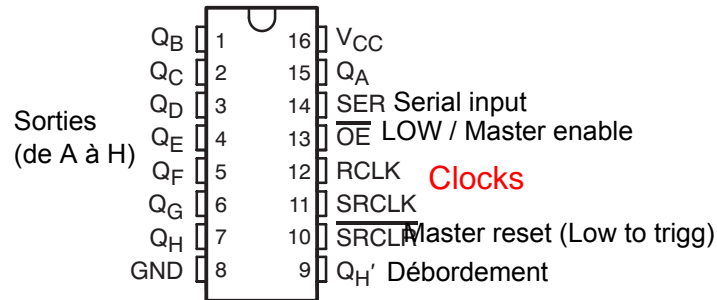 QB 1 16 VCC
QC 2 15 QA
QD 3 14 SER Serial input
QE 4 13 OE LOW / Master enable
Sorties
(de A à H)
QF 5 12 RCLK
Clocks
QG 6 11 SRCLK
QH 7 10 SRCLR Master reset (Low to trigg)
GND 8 9 QH′ Débordement